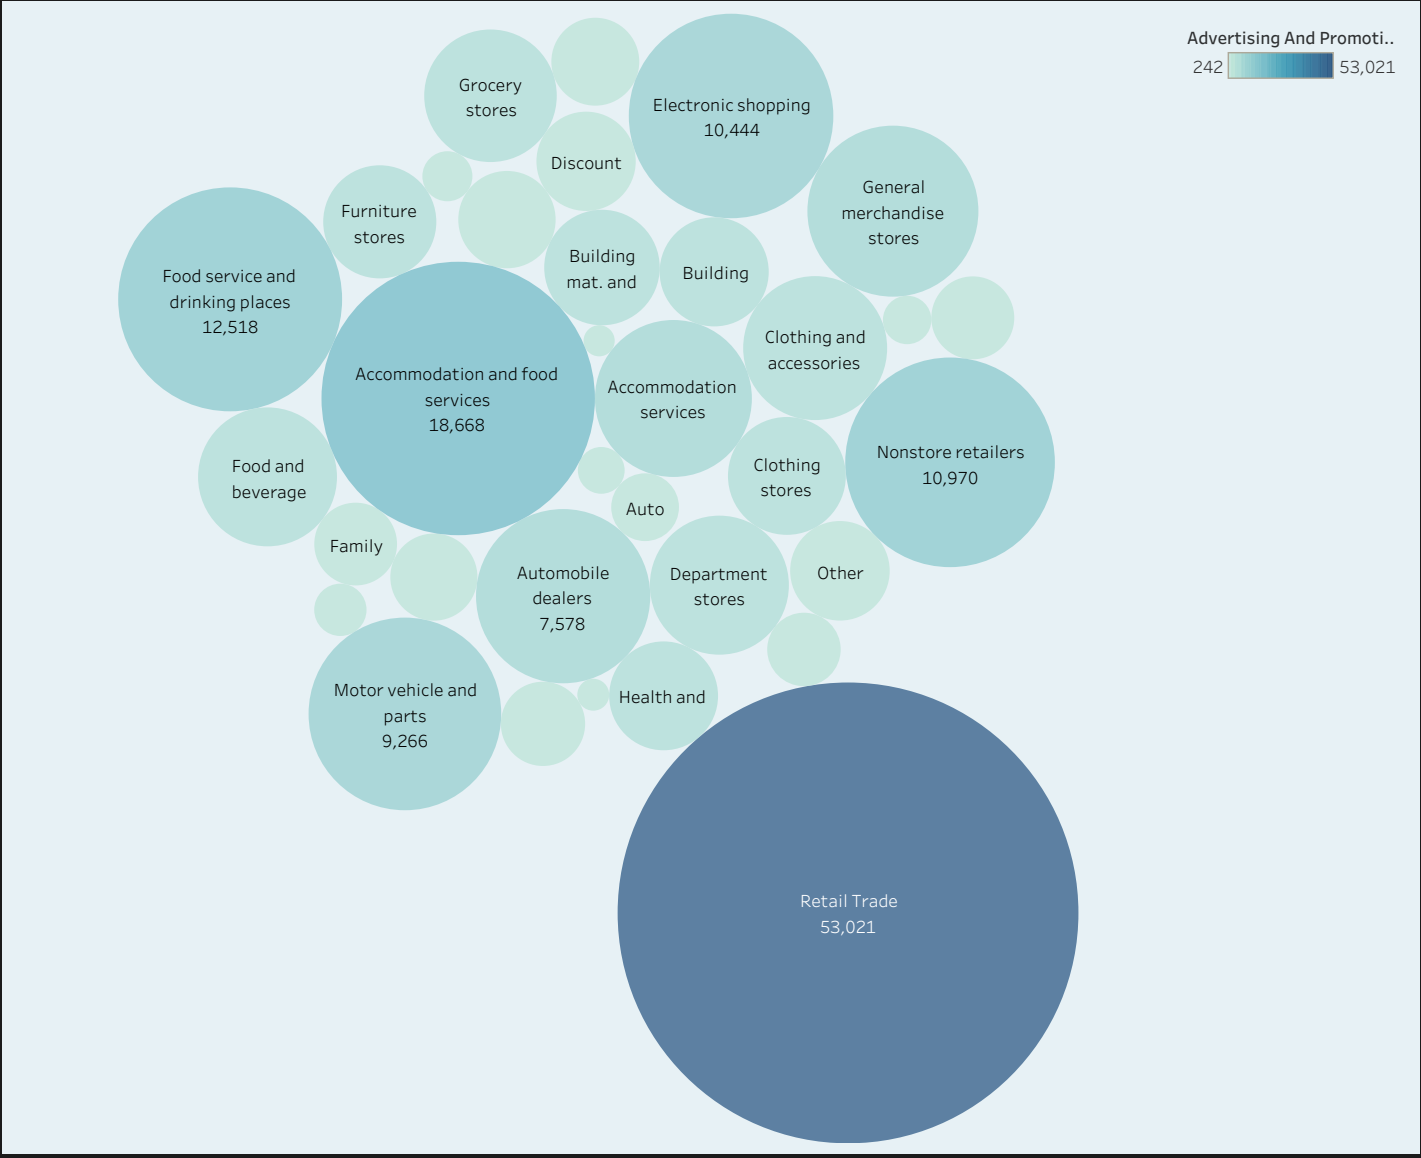 Advertising And Promoti..
242 53,021
Grocery
stores
Electronic shopping
10,444
Discount
General
merchandise
stores
Furniture
stores
Building
mat. and
Building
Food service and
drinking places
12,518
Clothing and
accessories
Accommodation and food
services
18,668
Accommodation
services
Nonstore retailers
10,970
Food and
beverage
Clothing
stores
Auto
Family
Automobile
dealers
7,578
Department
stores
Other
Motor vehicle and
parts
9,266
Health and
Retail Trade
53,021